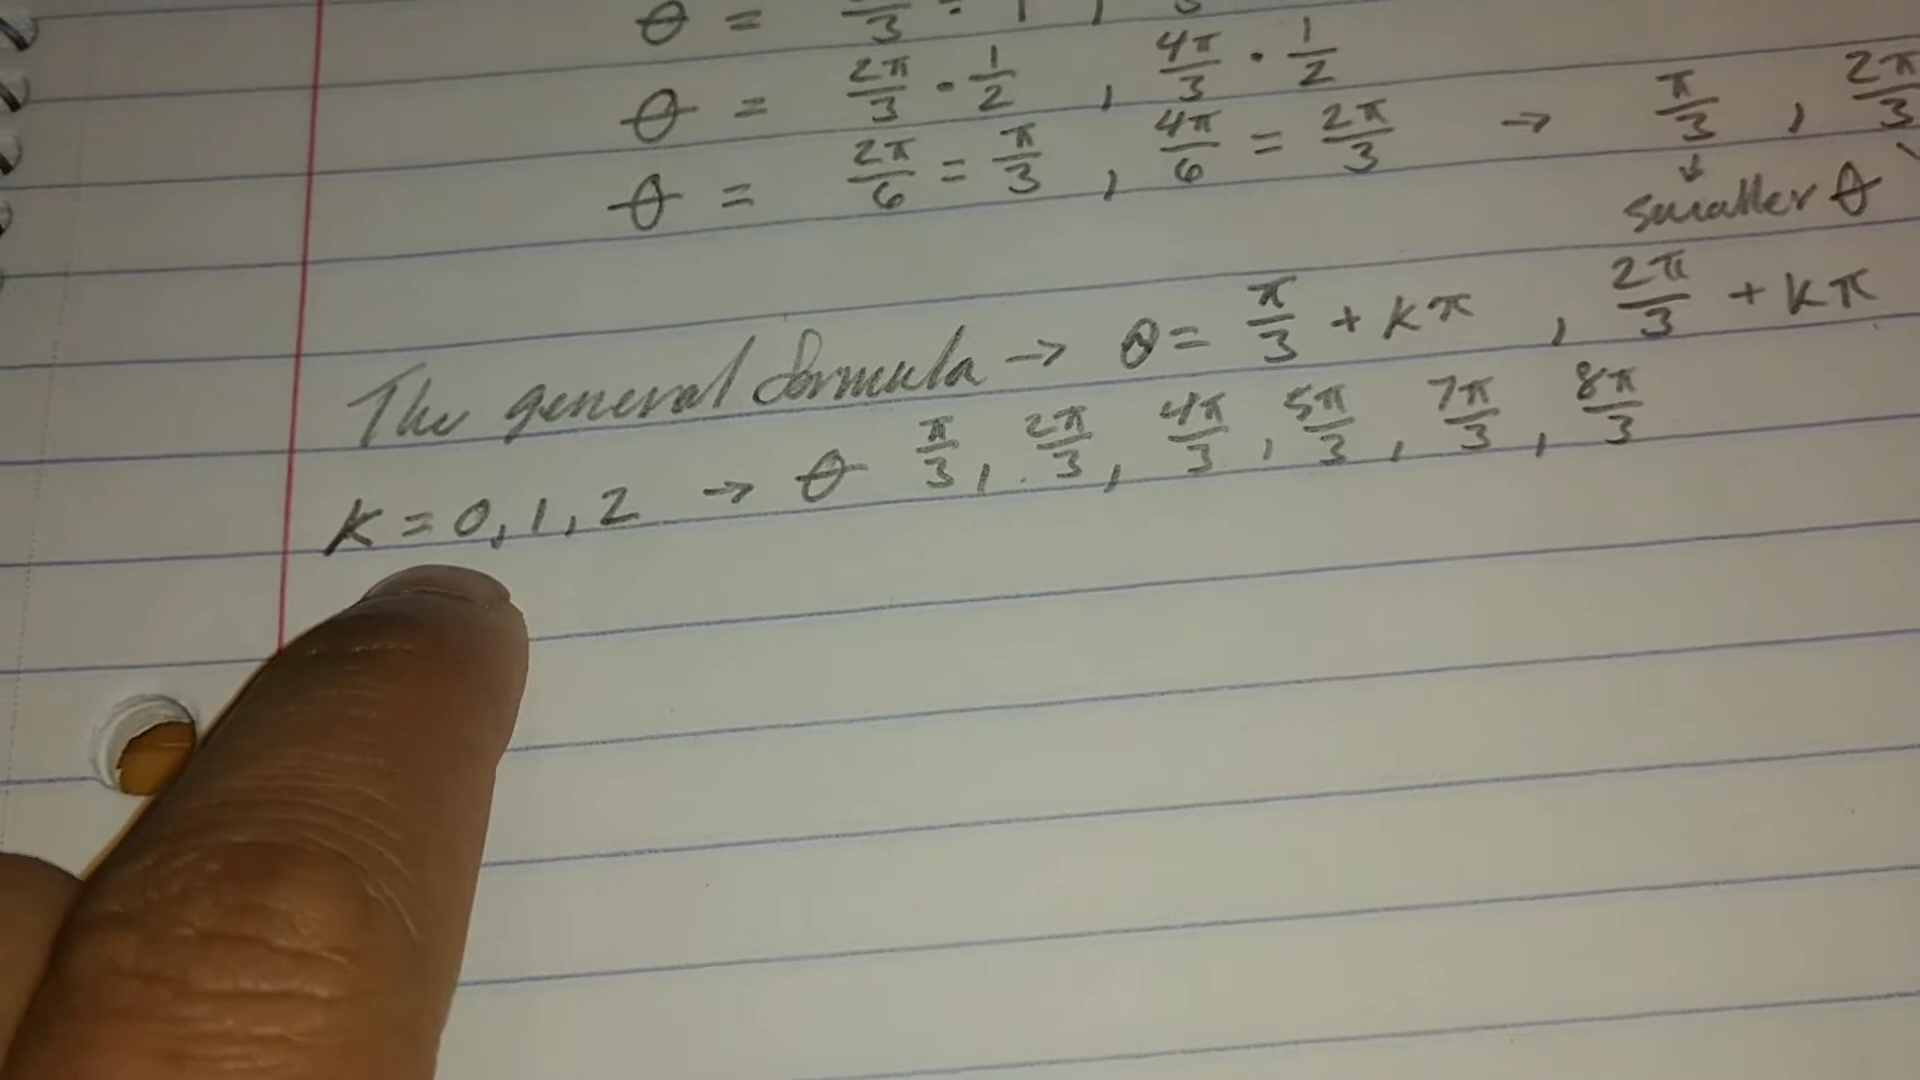 θ =
θ = 2π/3 · 1/2 , 4π/3 · 1/2
θ = 2π/6 = π/3 , 4π/6 = 2π/3 → π/3 , 2π/3
↓
smaller θ
The general formula → θ = π/3 + kπ , 2π/3 + kπ
k = 0, 1, 2 → θ π/3, 2π/3, 4π/3, 5π/3, 7π/3, 8π/3